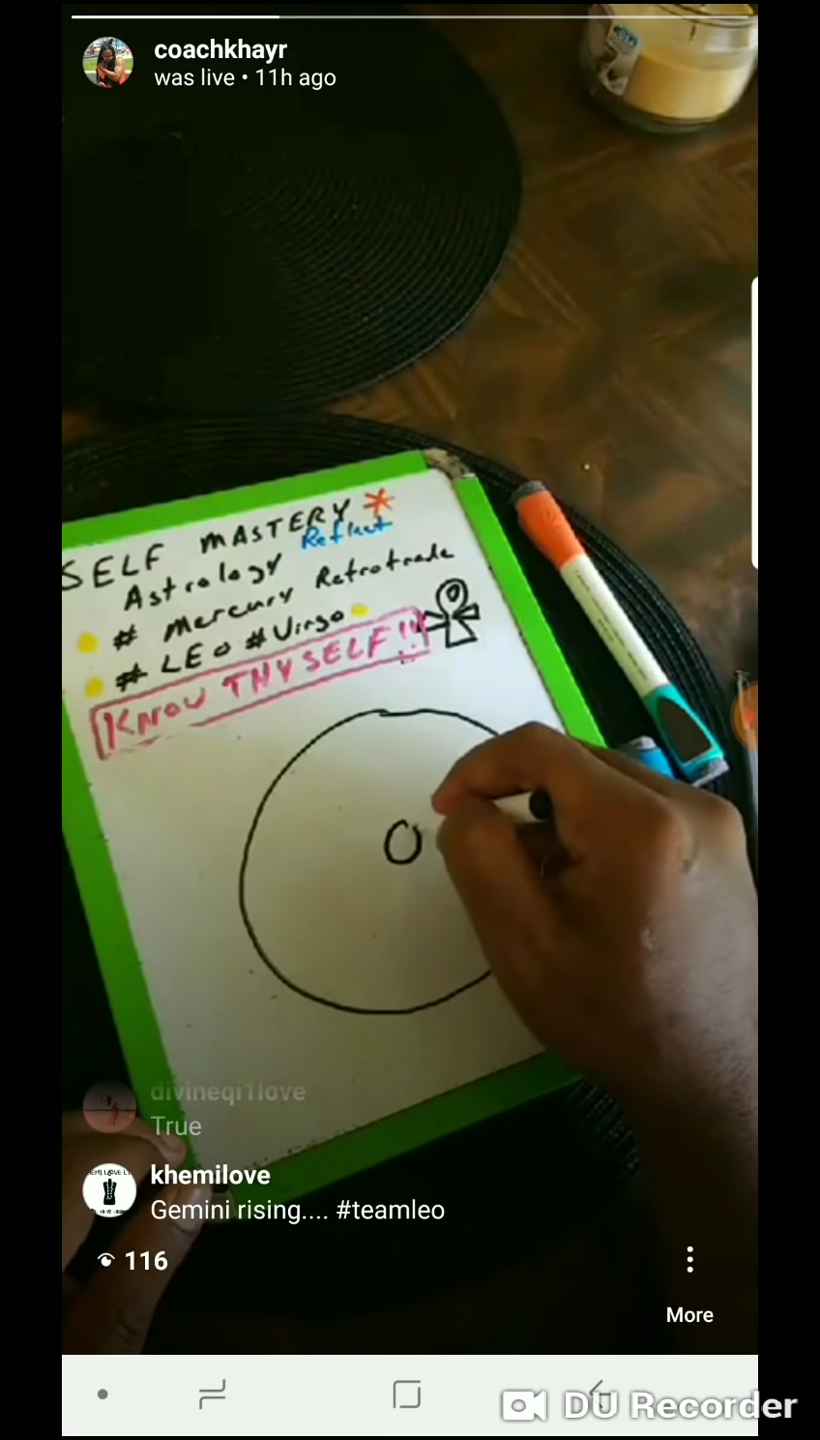 coachkhayr
was live • 11h ago
SELF MASTERY *
Reflect
Astrology
# Mercury Retrotrade
# LEO # Virgo
KNOW THYSELF!!
O
divineqi1love
True
khemilove
Gemini rising.... #teamleo
116
More
DU Recorder